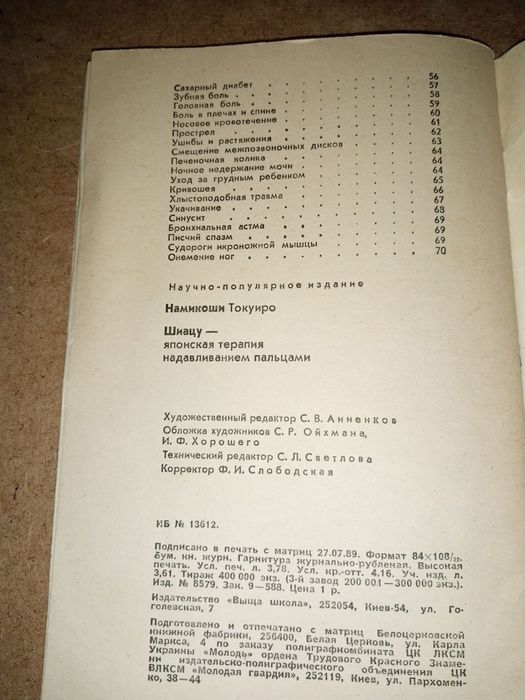 56
Сахарный диабет . . . . . . . . . . 57
Зубная боль . . . . . . . . . . 58
Головная боль . . . . . . . . . . 59
Боль в плечах и спине . . . . . . . . 60
Носовое кровотечение . . . . . . . . 61
Прострел . . . . . . . . . . 62
Ушибы и растяжения . . . . . . . . 63
Смещение межпозвоночных дисков . . . . . 64
Печеночная колика . . . . . . . . 64
Ночное недержание мочи . . . . . . . 64
Уход за грудным ребенком . . . . . . 65
Кривошея . . . . . . . . . . 66
Хлыстоподобная травма . . . . . . . 67
Укачивание . . . . . . . . . . 68
Синусит . . . . . . . . . . 69
Бронхиальная астма . . . . . . . . 69
Писчий спазм . . . . . . . . . 69
Судороги икроножной мышцы . . . . . . 70
Онемение ног . . . . . . . . .
Научно-популярное издание
Намикоши Токуиро
Шиацу —
японская терапия
надавливанием пальцами
Художественный редактор С. В. Анненков
Обложка художников С. Р. Ойхмана,
И. Ф. Хорошего
Технический редактор С. Л. Светлова
Корректор Ф. И. Слободская
ИБ № 13612.
Подписано в печать с матриц 27.07.89. Формат 84×108/32.
Бум. кн. журн. Гарнитура журнально-рубленая. Высокая
печать. Усл. печ. л. 3,78. Усл. кр.-отт. 4,16. Уч. изд. л.
3,61. Тираж 400 000 экз. (3-й завод 200 001—300 000 экз.).
Изд. № 8579. Зак. 9—588. Цена 1 р.
Издательство «Выща школа», 252054, Киев-54, ул. Го-
голевская, 7
Подготовлено и отпечатано с матриц Белоцерковской
книжной фабрики, 256400, Белая Церковь, ул. Карла
Маркса, 4 по заказу полиграфкомбината ЦК ЛКСМ
Украины «Молодь» ордена Трудового Красного Знаме-
ни издательско-полиграфического объединения ЦК
ВЛКСМ «Молодая гвардия», 252119, Киев, ул. Пархомен-
ко, 38—44